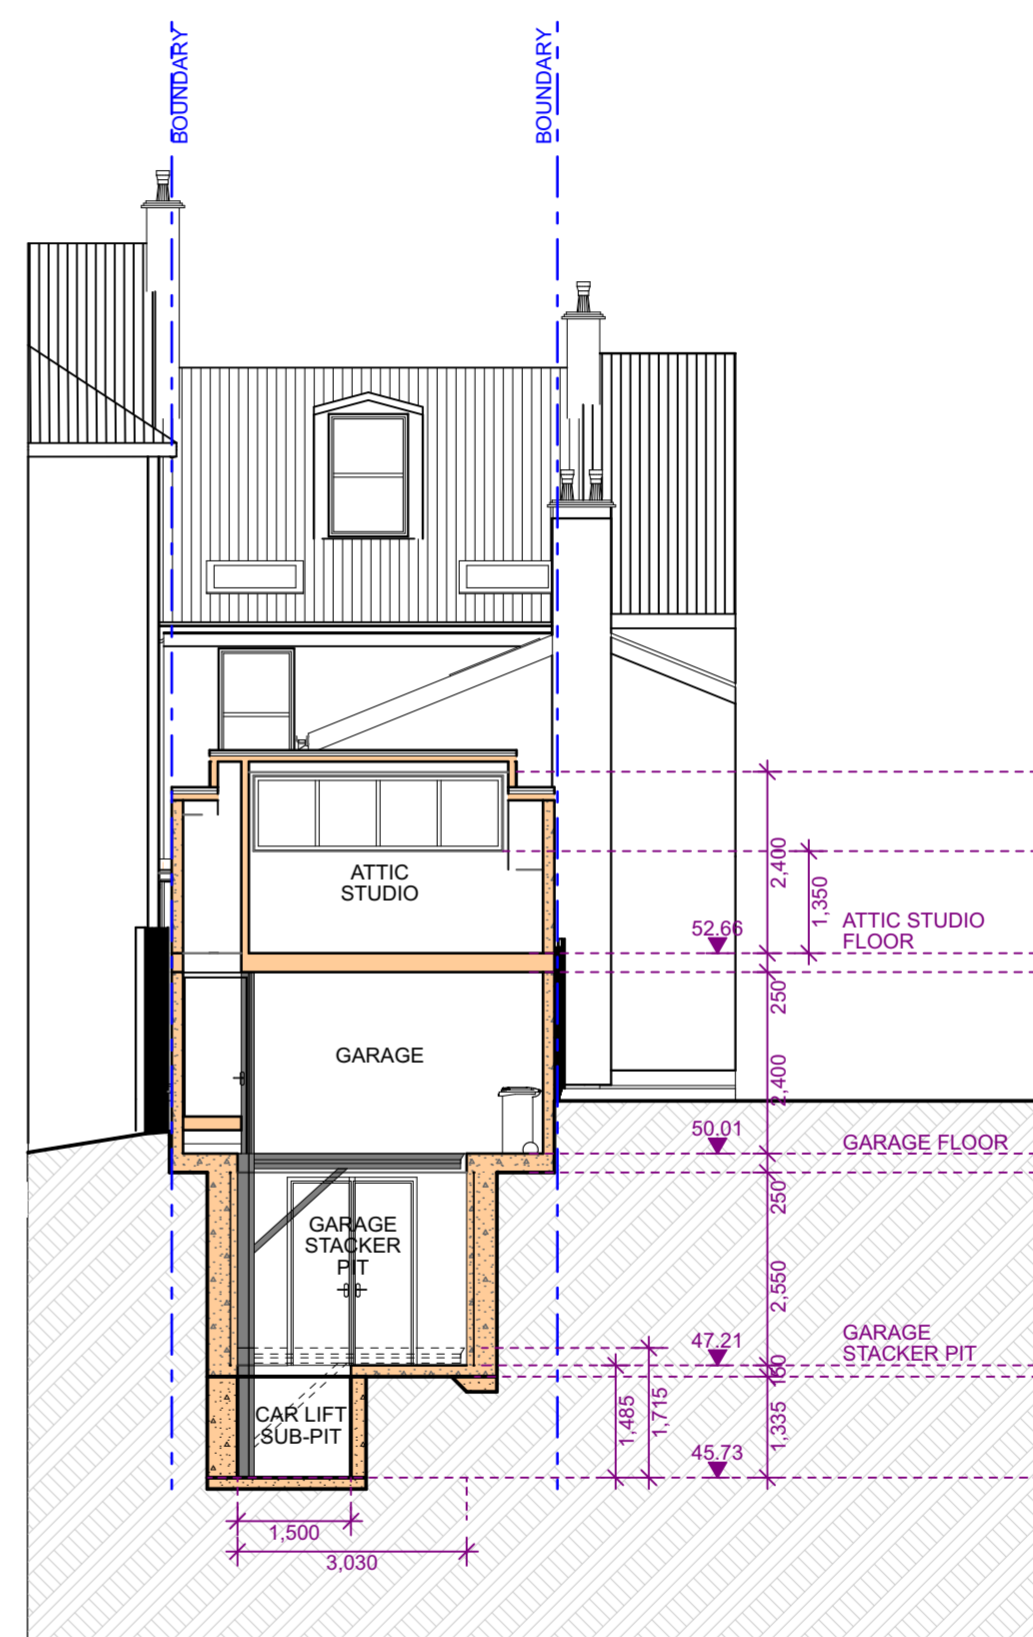 BOUNDARY
BOUNDARY
ATTIC
STUDIO
2,400
1,350
52.66
ATTIC STUDIO
FLOOR
250
GARAGE
2,400
50.01
GARAGE FLOOR
250
GARAGE
STACKER
PIT
2,550
47.21
GARAGE
STACKER PIT
150
CAR LIFT
SUB-PIT
1,485
1,715
1,335
45.73
1,500
3,030